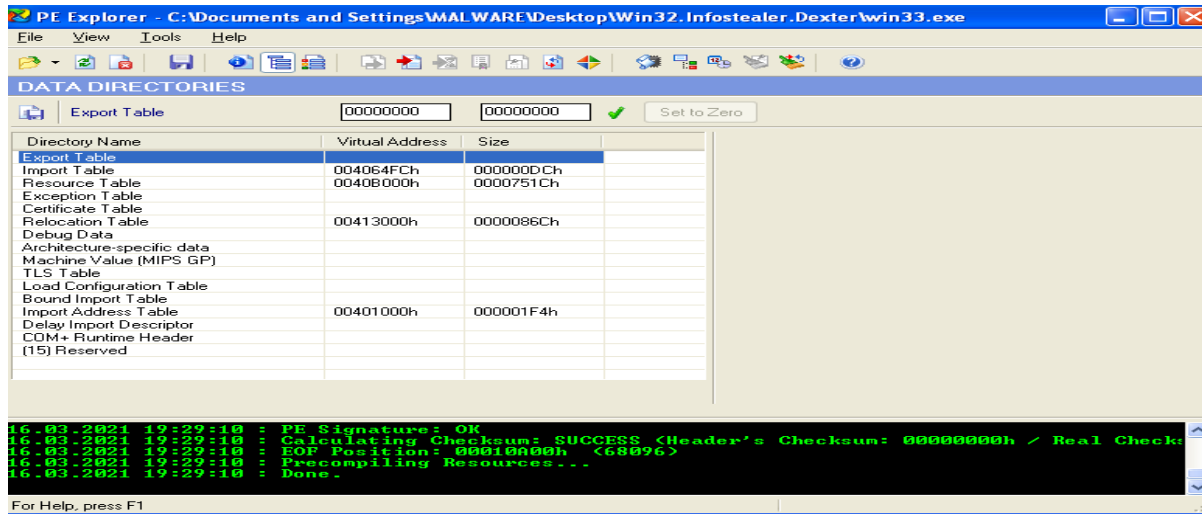 PE Explorer - C:\Documents and Settings\MALWARE\Desktop\Win32.Infostealer.Dexter\win33.exe
File View Tools Help
DATA DIRECTORIES
Export Table 00000000 00000000 Set to Zero
Directory Name Virtual Address Size
Export Table
Import Table 004064FCh 000000DCh
Resource Table 0040B000h 0000751Ch
Exception Table
Certificate Table
Relocation Table 00413000h 0000086Ch
Debug Data
Architecture-specific data
Machine Value (MIPS GP)
TLS Table
Load Configuration Table
Bound Import Table
Import Address Table 00401000h 000001F4h
Delay Import Descriptor
COM+ Runtime Header
(15) Reserved
16.03.2021 19:29:10 : PE Signature: OK
16.03.2021 19:29:10 : Calculating Checksum: SUCCESS (Header's Checksum: 00000000h / Real Check
16.03.2021 19:29:10 : EOF Position: 00010A00h (68096)
16.03.2021 19:29:10 : Precompiling Resources...
16.03.2021 19:29:10 : Done.
For Help, press F1